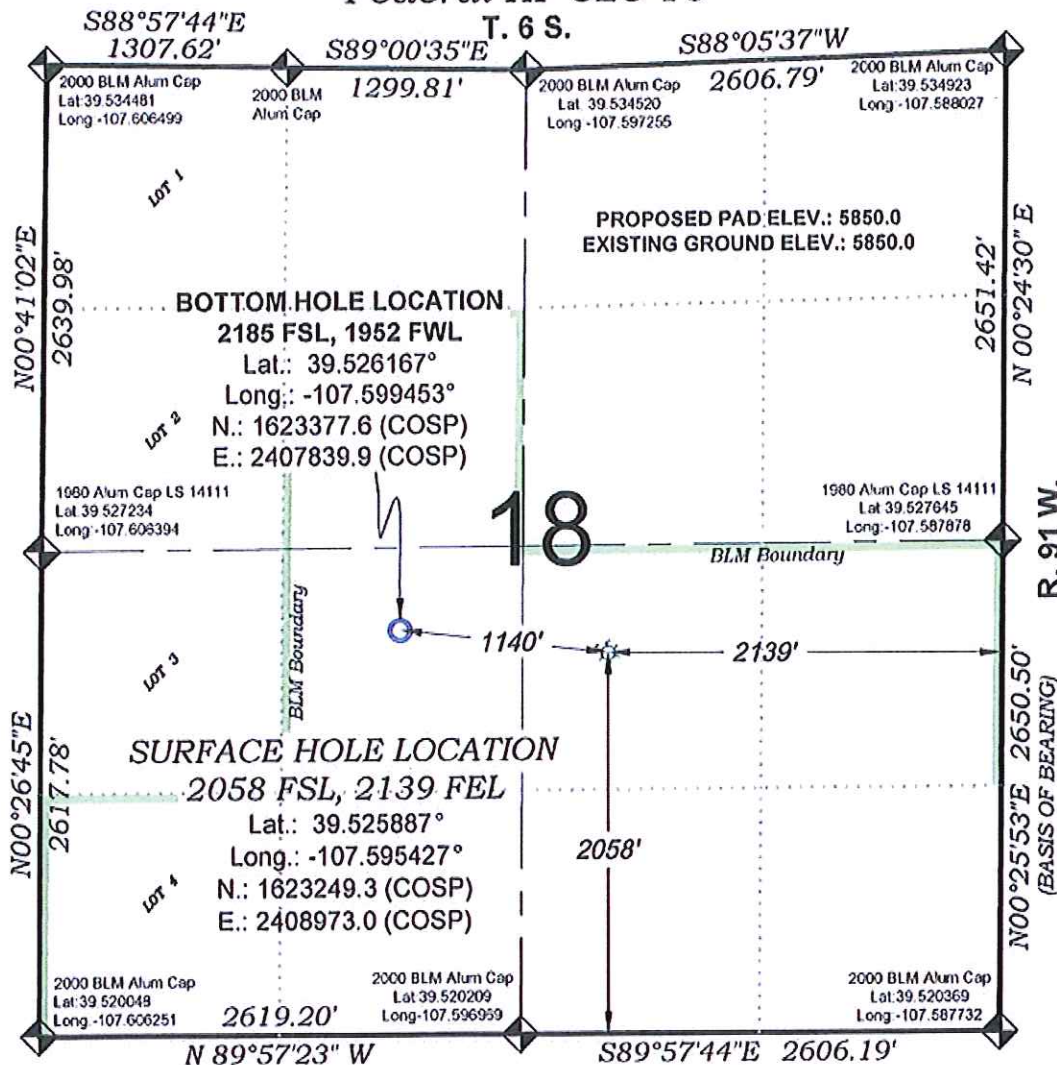 T. 6 S.
S88°57'44"E
1307.62'
S89°00'35"E
1299.81'
S88°05'37"W
2606.79'
2000 BLM Alum Cap
Lat:39.534481
Long -107.606499
2000 BLM
Alum Cap
2000 BLM Alum Cap
Lat 39.534520
Long -107.597255
2000 BLM Alum Cap
Lat:39.534923
Long:-107.588027
LOT 1
PROPOSED PAD ELEV.: 5850.0
EXISTING GROUND ELEV.: 5850.0
N00°41'02"E
2639.98'
2651.42'
N 00°24'30" E
BOTTOM HOLE LOCATION
2185 FSL, 1952 FWL
Lat.: 39.526167°
Long.: -107.599453°
N.: 1623377.6 (COSP)
E.: 2407839.9 (COSP)
LOT 2
1980 Alum Cap LS 14111
Lat 39.527234
Long:-107.606394
18
1980 Alum Cap LS 14111
Lat 39.527645
Long:-107.587878
R. 91 W.
BLM Boundary
BLM Boundary
1140'
2139'
LOT 3
N00°26'45"E
2617.78'
SURFACE HOLE LOCATION
2058 FSL, 2139 FEL
Lat.: 39.525887°
Long.: -107.595427°
N.: 1623249.3 (COSP)
E.: 2408973.0 (COSP)
2058'
N00°25'53"E 2650.50'
(BASIS OF BEARING)
LOT 4
2000 BLM Alum Cap
Lat:39 520048
Long:-107.606251
2000 BLM Alum Cap
Lat:39.520209
Long-107.596969
2000 BLM Alum Cap
Lat:39.520369
Long:-107.587732
2619.20'
N 89°57'23" W
S89°57'44"E 2606.19'